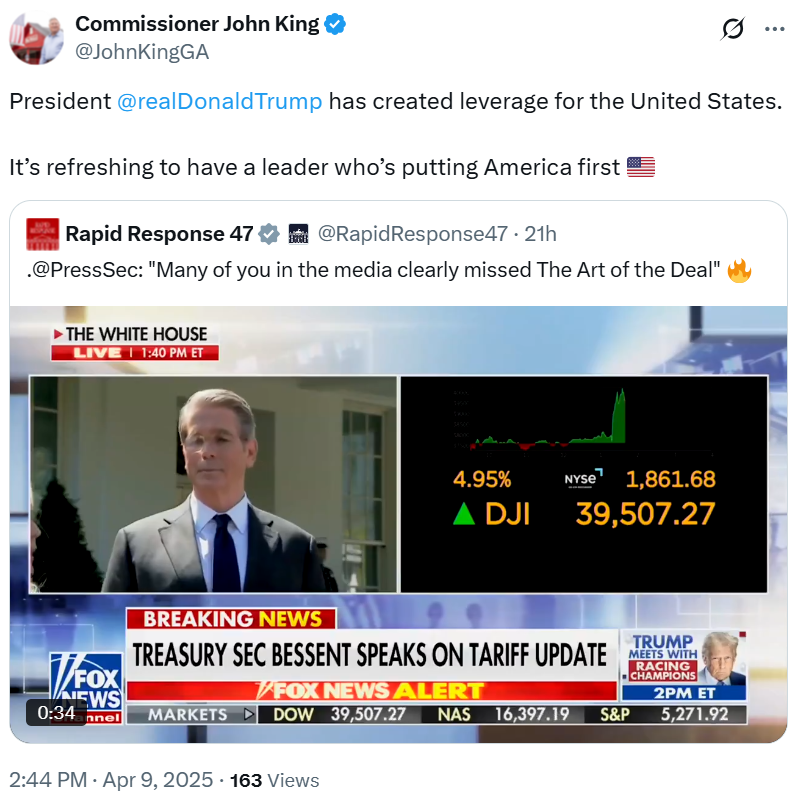 Commissioner John King
@JohnKingGA
President @realDonaldTrump has created leverage for the United States.
It’s refreshing to have a leader who’s putting America first 🇺🇸
Rapid Response 47 @RapidResponse47 · 21h
.@PressSec: "Many of you in the media clearly missed The Art of the Deal" 🔥
THE WHITE HOUSE
LIVE | 1:40 PM ET
4.95% NYSE 1,861.68
▲ DJI 39,507.27
BREAKING NEWS
TREASURY SEC BESSENT SPEAKS ON TARIFF UPDATE
FOX NEWS ALERT
TRUMP
MEETS WITH
RACING
CHAMPIONS
2PM ET
FOX
NEWS
channel
0:34
MARKETS DOW 39,507.27 NAS 16,397.19 S&P 5,271.92
2:44 PM · Apr 9, 2025 · 163 Views